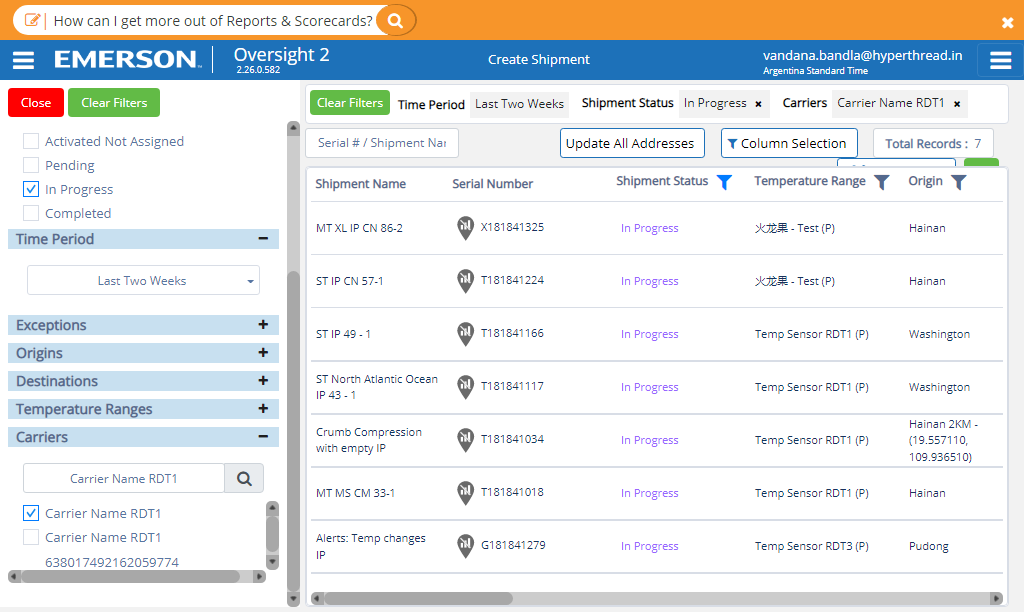 How can I get more out of Reports & Scorecards?
EMERSON
Oversight 2
2.26.0.582
Create Shipment
vandana.bandla@hyperthread.in
Argentina Standard Time
Close
Clear Filters
Activated Not Assigned
Pending
In Progress
Completed
Time Period
Last Two Weeks
Exceptions
Origins
Destinations
Temperature Ranges
Carriers
Carrier Name RDT1
Carrier Name RDT1
Carrier Name RDT1
638017492162059774
Clear Filters Time Period Last Two Weeks Shipment Status In Progress × Carriers Carrier Name RDT1 ×
Serial # / Shipment Nar
Update All Addresses
Column Selection
Total Records : 7
Shipment Name Serial Number Shipment Status Temperature Range Origin
MT XL IP CN 86-2 X181841325 In Progress 火龙果 - Test (P) Hainan
ST IP CN 57-1 T181841224 In Progress 火龙果 - Test (P) Hainan
ST IP 49 - 1 T181841166 In Progress Temp Sensor RDT1 (P) Washington
ST North Atlantic Ocean
IP 43 - 1
T181841117 In Progress Temp Sensor RDT1 (P) Washington
Crumb Compression
with empty IP
T181841034 In Progress Temp Sensor RDT1 (P)
Hainan 2KM -
(19.557110,
109.936510)
MT MS CM 33-1 T181841018 In Progress Temp Sensor RDT1 (P) Hainan
Alerts: Temp changes
IP
G181841279 In Progress Temp Sensor RDT3 (P) Pudong